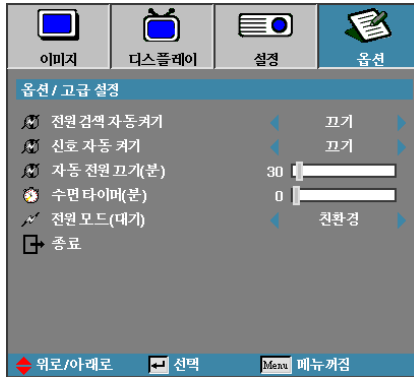 이미지 디스플레이 설정 옵션
옵션 / 고급 설정
전원 검색 자동켜기 끄기
신호 자동 켜기 끄기
자동 전원 끄기(분) 30
수면 타이머(분) 0
전원 모드(대기) 친환경
종료
위로/아래로 선택 Menu 메뉴꺼짐